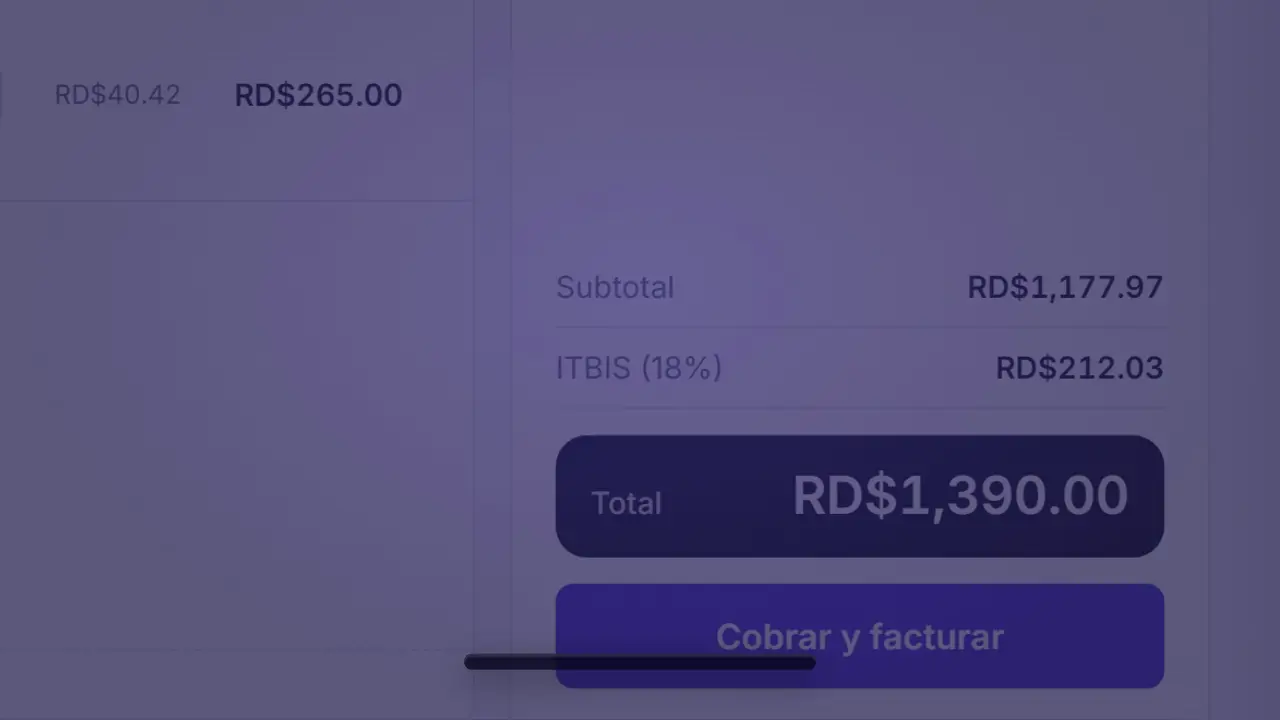 RD$40.42 RD$265.00
Subtotal RD$1,177.97
ITBIS (18%) RD$212.03
Total RD$1,390.00
Cobrar y facturar